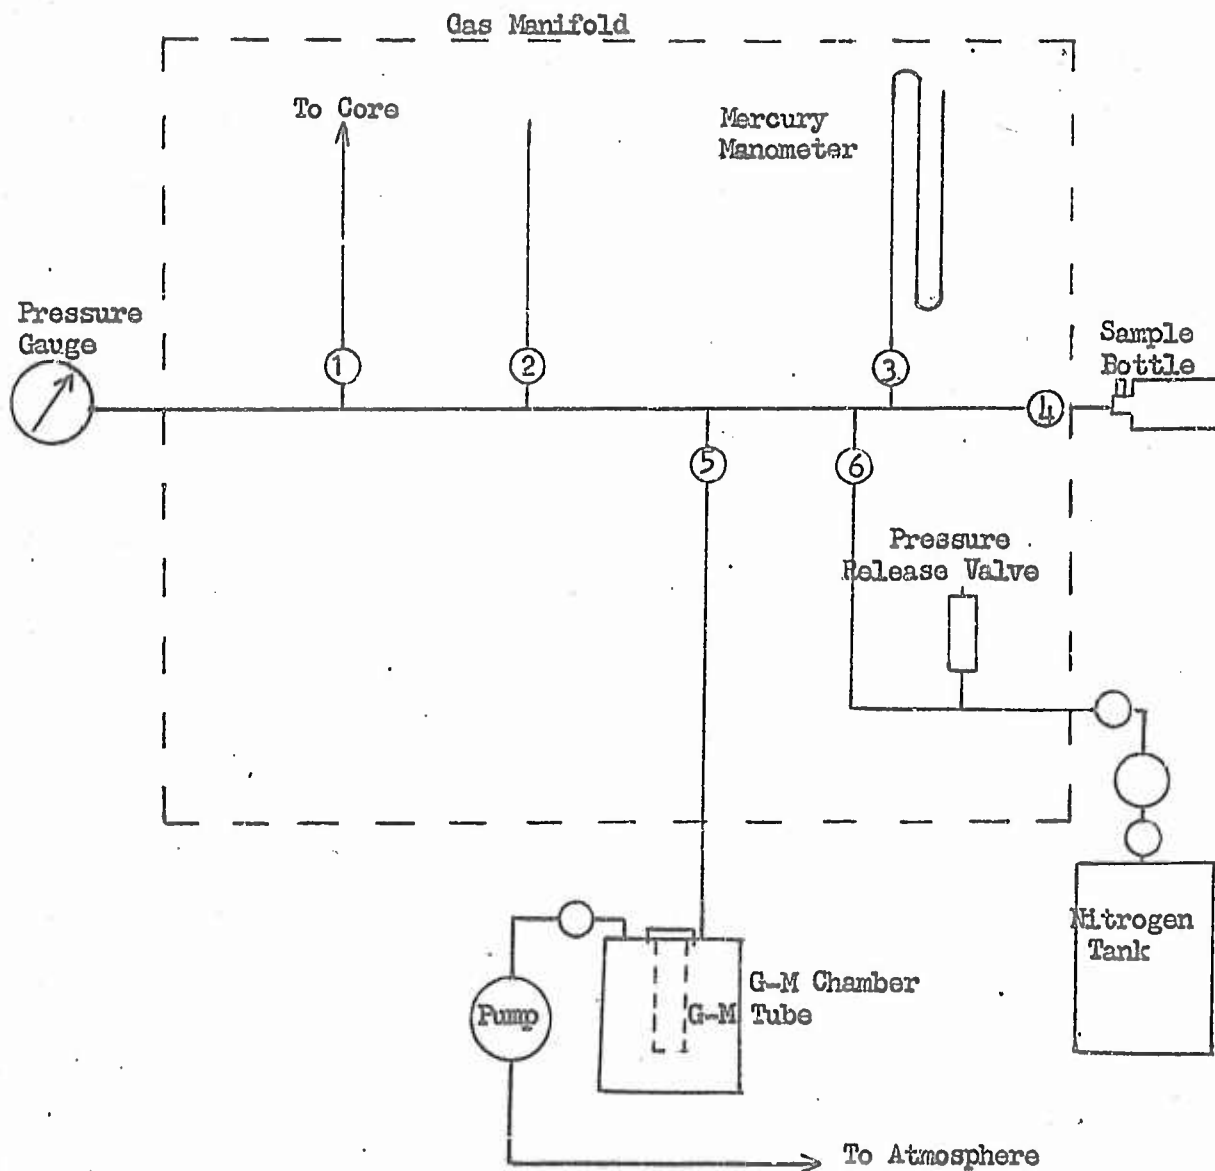 Gas Manifold
To Core
Mercury
Manometer
Pressure
Gauge
Sample
Bottle
1
2
3
4
5
6
Pressure
Release Valve
Nitrogen
Tank
G-M Chamber
G-M Tube
Pump
To Atmosphere